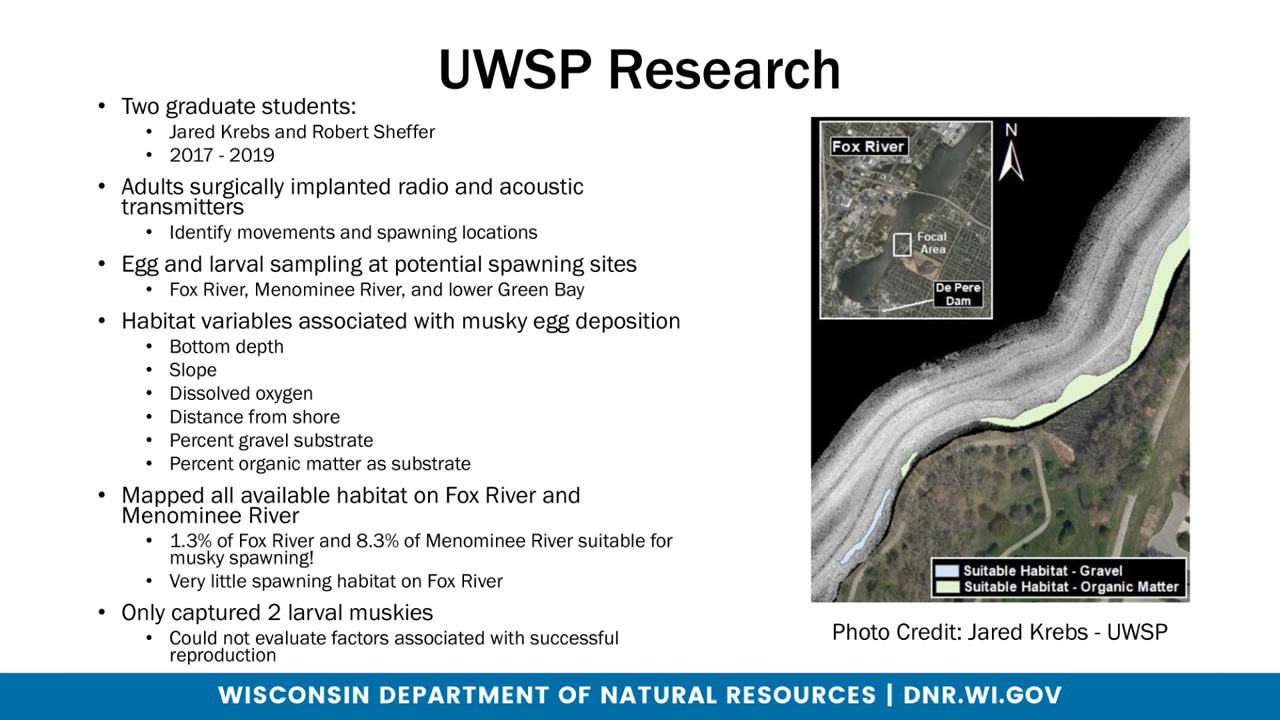 UWSP Research
• Two graduate students:
• Jared Krebs and Robert Sheffer
• 2017 - 2019
• Adults surgically implanted radio and acoustic
transmitters
• Identify movements and spawning locations
• Egg and larval sampling at potential spawning sites
• Fox River, Menominee River, and lower Green Bay
• Habitat variables associated with musky egg deposition
• Bottom depth
• Slope
• Dissolved oxygen
• Distance from shore
• Percent gravel substrate
• Percent organic matter as substrate
• Mapped all available habitat on Fox River and
Menominee River
• 1.3% of Fox River and 8.3% of Menominee River suitable for
musky spawning!
• Very little spawning habitat on Fox River
• Only captured 2 larval muskies
• Could not evaluate factors associated with successful
reproduction
Fox River
N
Focal
Area
De Pere
Dam
Suitable Habitat - Gravel
Suitable Habitat - Organic Matter
Photo Credit: Jared Krebs - UWSP
WISCONSIN DEPARTMENT OF NATURAL RESOURCES | DNR.WI.GOV